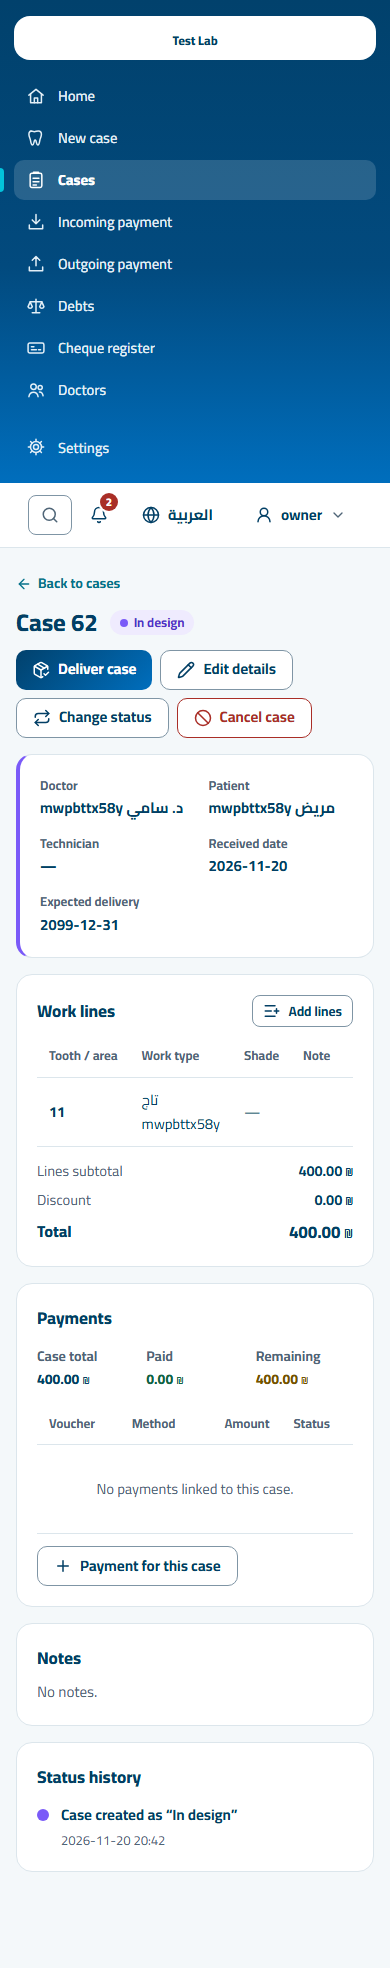 Test Lab
Home
New case
Cases
Incoming payment
Outgoing payment
Debts
Cheque register
Doctors
Settings
2
العربية
owner
← Back to cases
Case 62
In design
Deliver case
Edit details
Change status
Cancel case
Doctor
Patient
د. سامي mwpbttx58y
مريض mwpbttx58y
Technician
Received date
—
2026-11-20
Expected delivery
2099-12-31
Work lines
Add lines
Tooth / area Work type Shade Note
11
تاج
mwpbttx58y
—
Lines subtotal 400.00 ₪
Discount 0.00 ₪
Total 400.00 ₪
Payments
Case total Paid Remaining
400.00 ₪ 0.00 ₪ 400.00 ₪
Voucher Method Amount Status
No payments linked to this case.
+ Payment for this case
Notes
No notes.
Status history
Case created as “In design”
2026-11-20 20:42